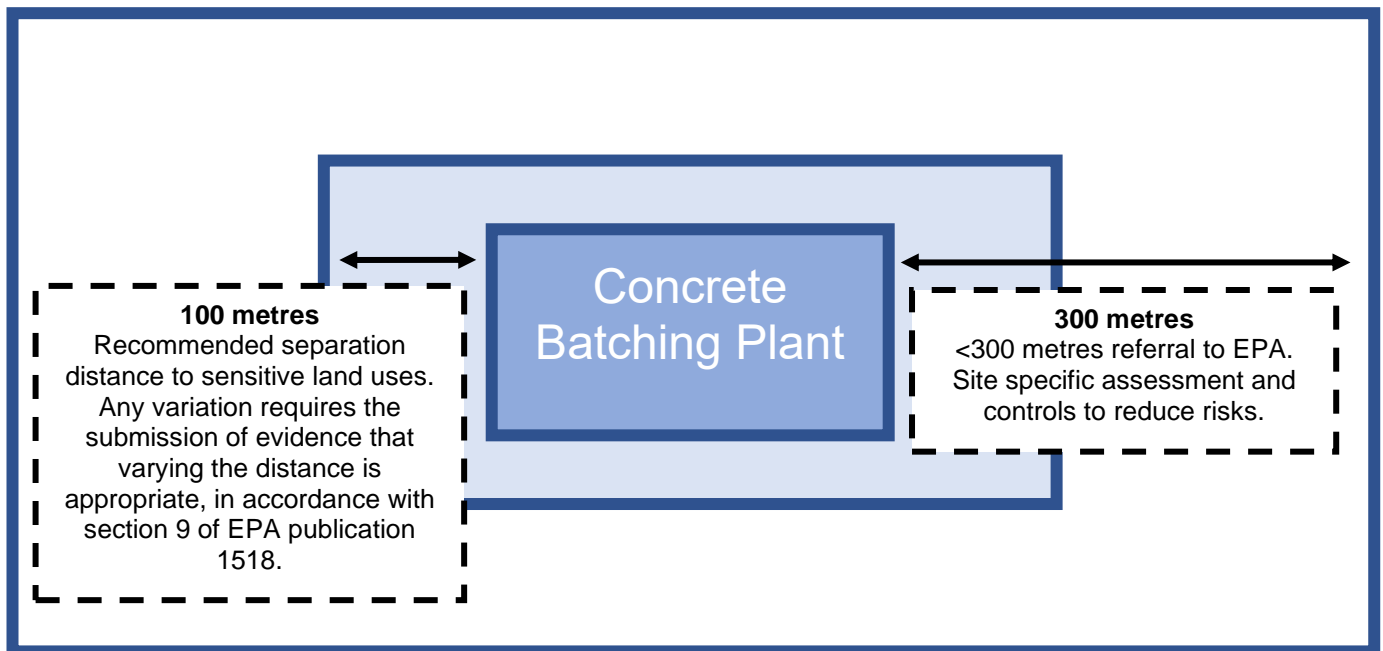 Concrete
Batching Plant
100 metres
Recommended separation
distance to sensitive land uses.
Any variation requires the
submission of evidence that
varying the distance is
appropriate, in accordance with
section 9 of EPA publication
1518.
300 metres
<300 metres referral to EPA.
Site specific assessment and
controls to reduce risks.